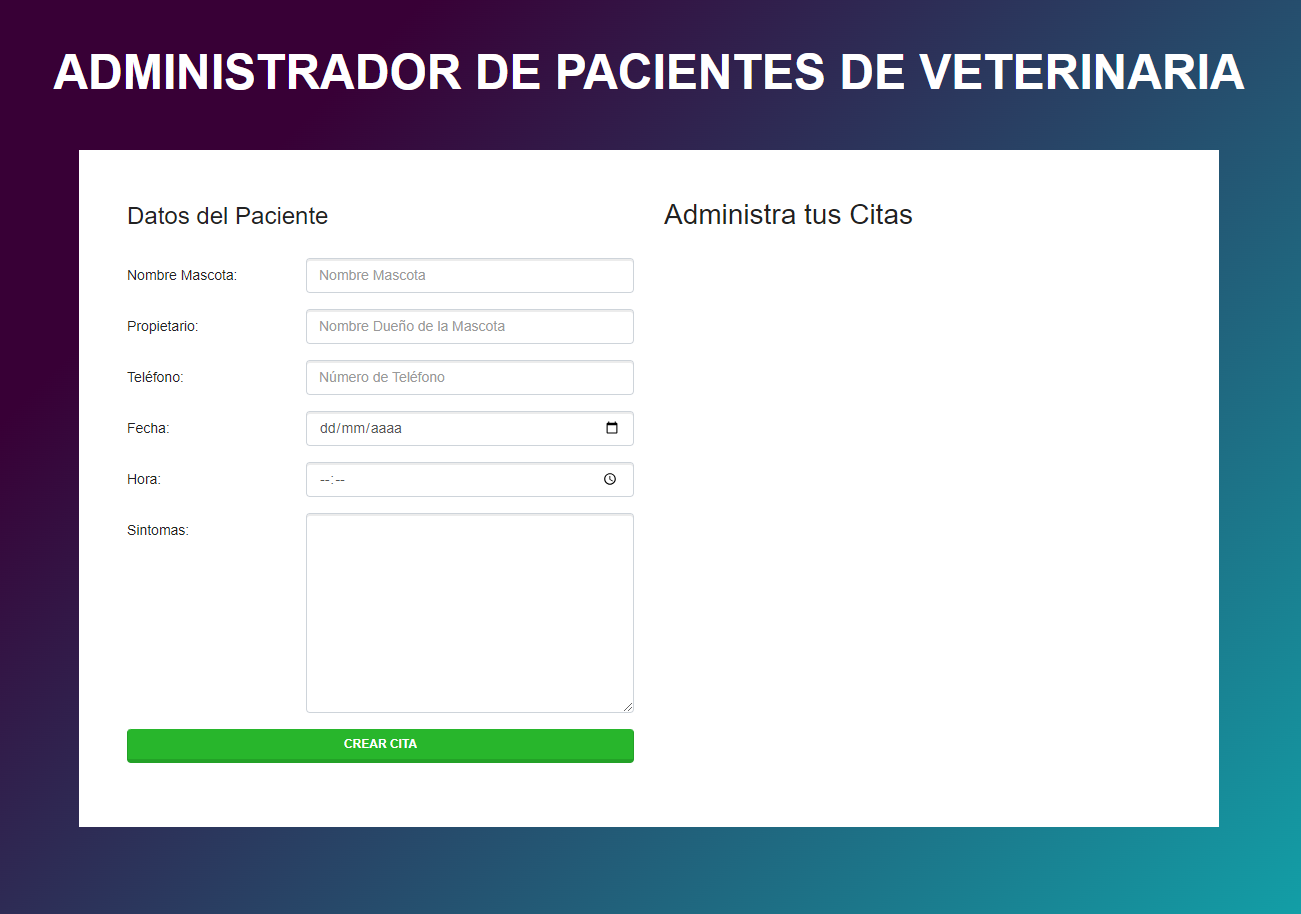 ADMINISTRADOR DE PACIENTES DE VETERINARIA
Datos del Paciente
Administra tus Citas
Nombre Mascota:
Nombre Mascota
Propietario:
Nombre Dueño de la Mascota
Teléfono:
Número de Teléfono
Fecha:
dd/mm/aaaa
Hora:
--:--
Sintomas:
CREAR CITA